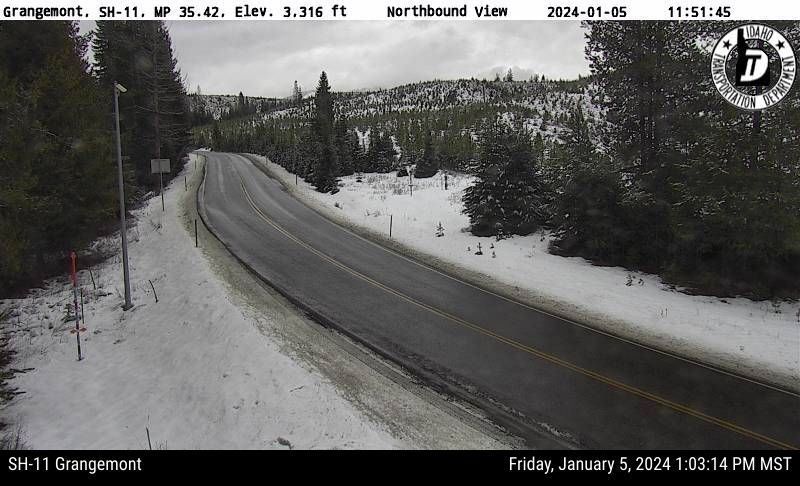 Grangemont, SH-11, MP 35.42, Elev. 3,316 ft Northbound View 2024-01-05 11:51:45
IDAHO
TRANSPORTATION DEPARTMENT
SH-11 Grangemont Friday, January 5, 2024 1:03:14 PM MST